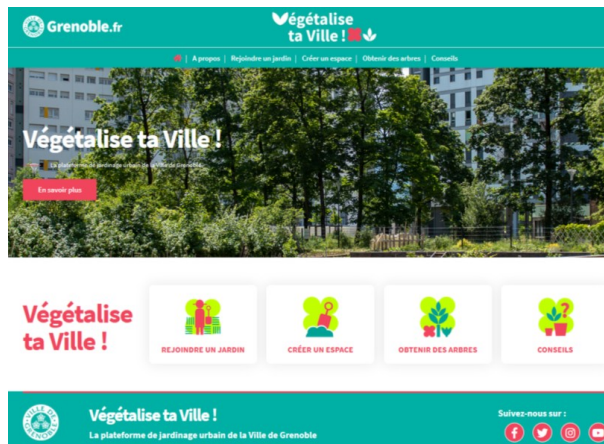 Grenoble.fr
Végétalise
ta Ville !
A propos | Rejoindre un jardin | Créer un espace | Obtenir des arbres | Conseils
Végétalise ta Ville !
La plateforme de jardinage urbain de la Ville de Grenoble
En savoir plus
Végétalise
ta Ville !
REJOINDRE UN JARDIN
CRÉER UN ESPACE
OBTENIR DES ARBRES
CONSEILS
VILLE DE GRENOBLE
Végétalise ta Ville !
La plateforme de jardinage urbain de la Ville de Grenoble
Suivez-nous sur :